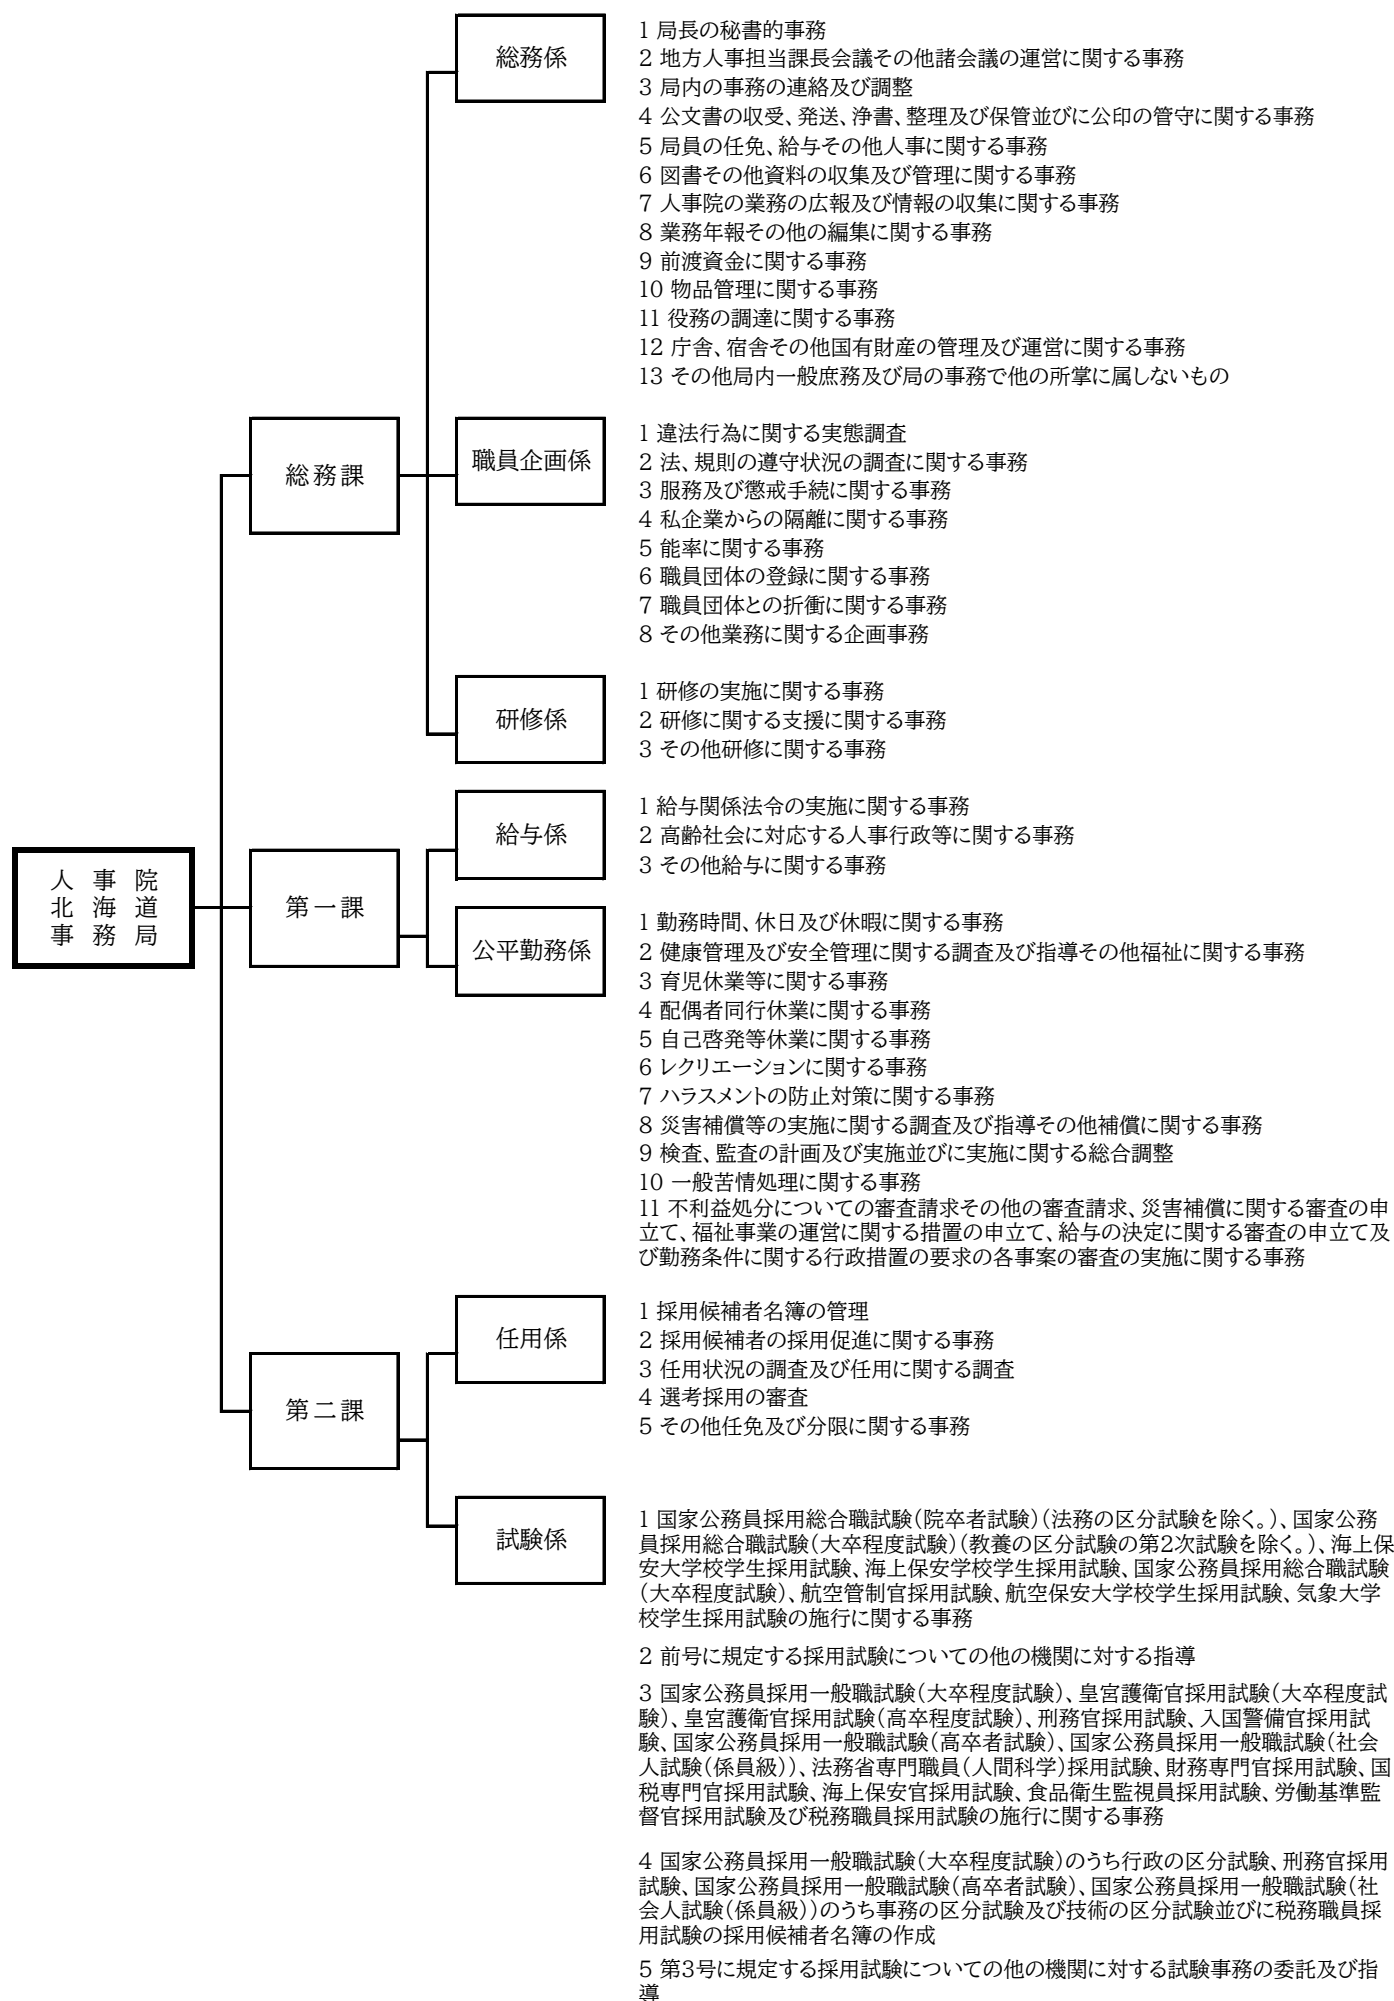 総務係
1 局長の秘書的事務
2 地方人事担当課長会議その他諸会議の運営に関する事務
3 局内の事務の連絡及び調整
4 公文書の収受、発送、浄書、整理及び保管並びに公印の管守に関する事務
5 局員の任免、給与その他人事に関する事務
6 図書その他資料の収集及び管理に関する事務
7 人事院の業務の広報及び情報の収集に関する事務
8 業務年報その他の編集に関する事務
9 前渡資金に関する事務
10 物品管理に関する事務
11 役務の調達に関する事務
12 庁舎、宿舎その他国有財産の管理及び運営に関する事務
13 その他局内一般庶務及び局の事務で他の所掌に属しないもの
総務課
職員企画係
1 違法行為に関する実態調査
2 法、規則の遵守状況の調査に関する事務
3 服務及び懲戒手続に関する事務
4 私企業からの隔離に関する事務
5 能率に関する事務
6 職員団体の登録に関する事務
7 職員団体との折衝に関する事務
8 その他業務に関する企画事務
研修係
1 研修の実施に関する事務
2 研修に関する支援に関する事務
3 その他研修に関する事務
人事院
北海道
事務局
第一課
給与係
1 給与関係法令の実施に関する事務
2 高齢社会に対応する人事行政等に関する事務
3 その他給与に関する事務
公平勤務係
1 勤務時間、休日及び休暇に関する事務
2 健康管理及び安全管理に関する調査及び指導その他福祉に関する事務
3 育児休業等に関する事務
4 配偶者同行休業に関する事務
5 自己啓発等休業に関する事務
6 レクリエーションに関する事務
7 ハラスメントの防止対策に関する事務
8 災害補償等の実施に関する調査及び指導その他補償に関する事務
9 検査、監査の計画及び実施並びに実施に関する総合調整
10 一般苦情処理に関する事務
11 不利益処分についての審査請求その他の審査請求、災害補償に関する審査の申
立て、福祉事業の運営に関する措置の申立て、給与の決定に関する審査の申立て及
び勤務条件に関する行政措置の要求の各事案の審査の実施に関する事務
第二課
任用係
1 採用候補者名簿の管理
2 採用候補者の採用促進に関する事務
3 任用状況の調査及び任用に関する調査
4 選考採用の審査
5 その他任免及び分限に関する事務
試験係
1 国家公務員採用総合職試験(院卒者試験)(法務の区分試験を除く。)、国家公務
員採用総合職試験(大卒程度試験)(教養の区分試験の第2次試験を除く。)、海上保
安大学校学生採用試験、海上保安学校学生採用試験、国家公務員採用総合職試験
(大卒程度試験)、航空管制官採用試験、航空保安大学校学生採用試験、気象大学
校学生採用試験の施行に関する事務
2 前号に規定する採用試験についての他の機関に対する指導
3 国家公務員採用一般職試験(大卒程度試験)、皇宮護衛官採用試験(大卒程度試
験)、皇宮護衛官採用試験(高卒程度試験)、刑務官採用試験、入国警備官採用試
験、国家公務員採用一般職試験(高卒者試験)、国家公務員採用一般職試験(社会
人試験(係員級))、法務省専門職員(人間科学)採用試験、財務専門官採用試験、国
税専門官採用試験、海上保安官採用試験、食品衛生監視員採用試験、労働基準監
督官採用試験及び税務職員採用試験の施行に関する事務
4 国家公務員採用一般職試験(大卒程度試験)のうち行政の区分試験、刑務官採用
試験、国家公務員採用一般職試験(高卒者試験)、国家公務員採用一般職試験(社
会人試験(係員級))のうち事務の区分試験及び技術の区分試験並びに税務職員採
用試験の採用候補者名簿の作成
5 第3号に規定する採用試験についての他の機関に対する試験事務の委託及び指
導